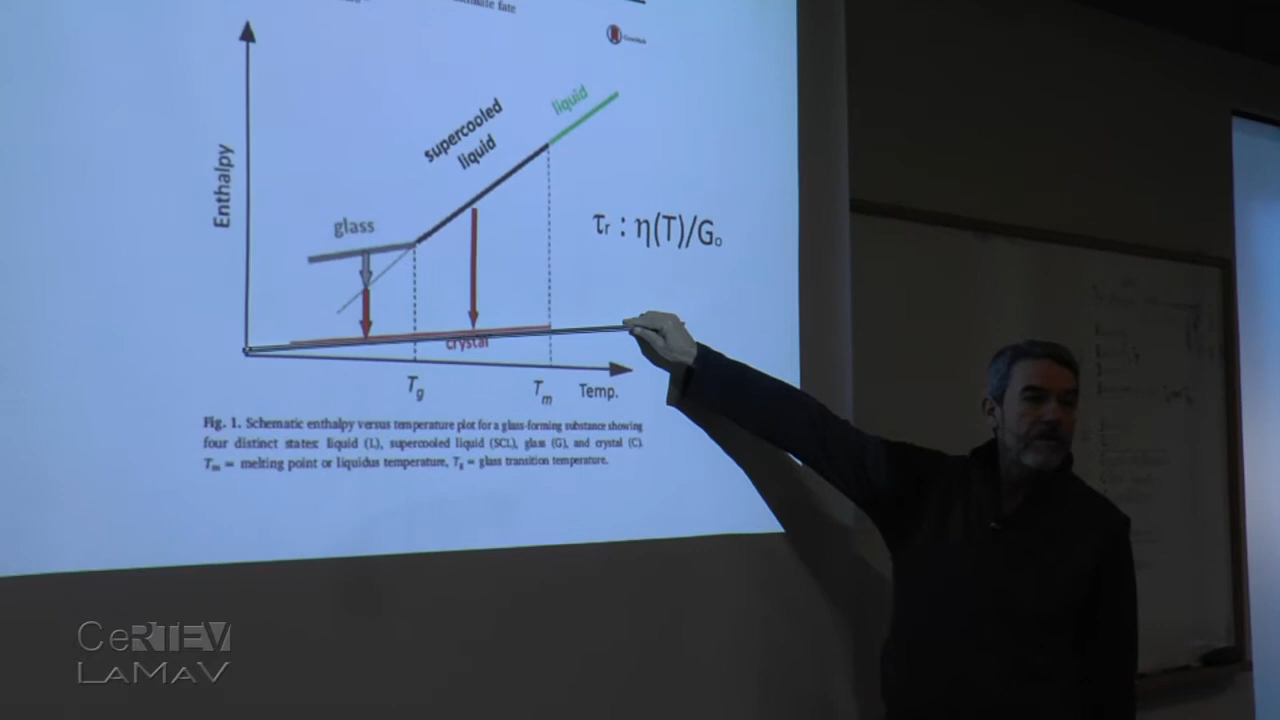 fate
Enthalpy
glass
supercooled
liquid
liquid
τr : η(T)/Go
crystal
Tg
Tm
Temp.
Fig. 1. Schematic enthalpy versus temperature plot for a glass-forming substance showing
four distinct states: liquid (L), supercooled liquid (SCL), glass (G), and crystal (C).
Tm = melting point or liquidus temperature, Tg = glass transition temperature.
CeRTEV
LAMAV